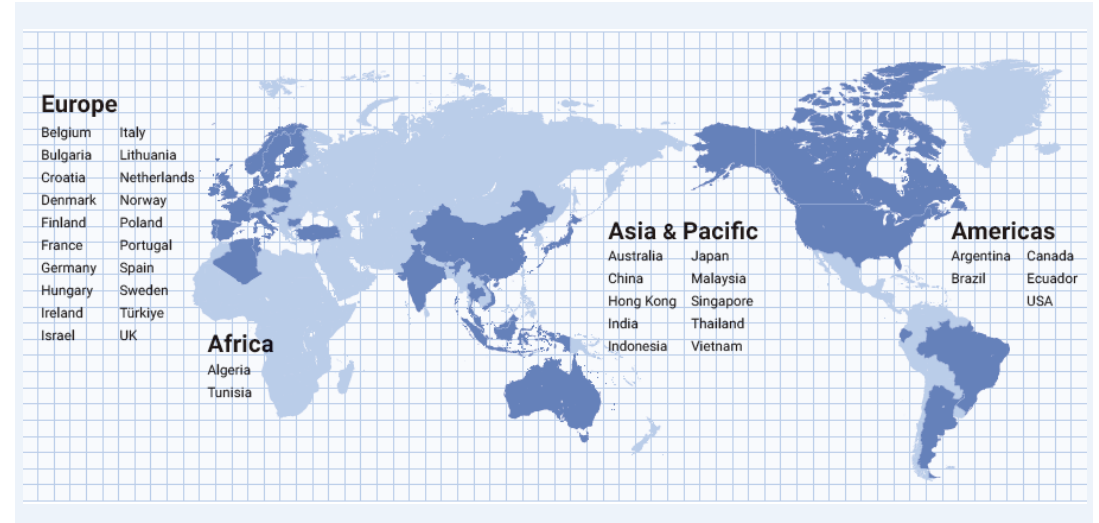 Europe
Belgium
Bulgaria
Croatia
Denmark
Finland
France
Germany
Hungary
Ireland
Israel
Italy
Lithuania
Netherlands
Norway
Poland
Portugal
Spain
Sweden
Türkiye
UK
Africa
Algeria
Tunisia
Asia & Pacific
Australia
China
Hong Kong
India
Indonesia
Japan
Malaysia
Singapore
Thailand
Vietnam
Americas
Argentina
Brazil
Canada
Ecuador
USA